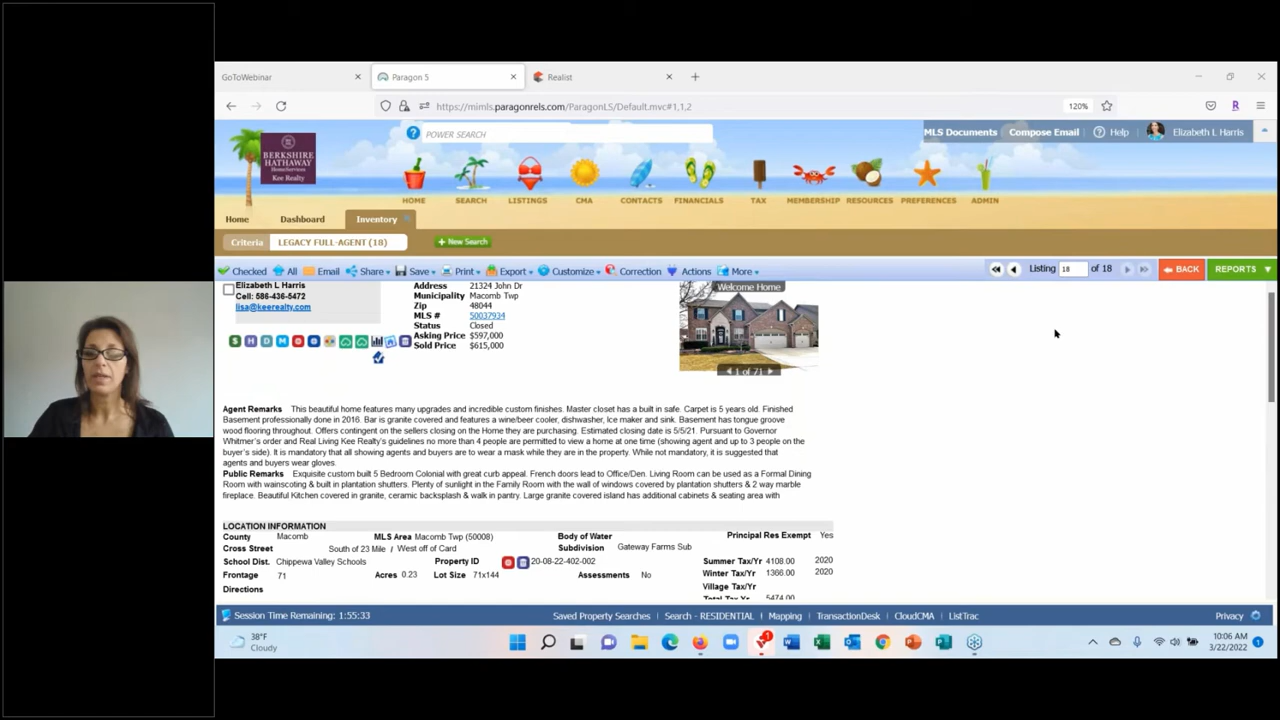 GoToWebinar
Paragon 5
Realist
https://mimls.paragonrels.com/ParagonLS/Default.mvc#1,1,2
120%
BERKSHIRE
HATHAWAY
HomeServices
Kee Realty
POWER SEARCH
MLS Documents Compose Email Help Elizabeth L Harris
HOME SEARCH LISTINGS CMA CONTACTS FINANCIALS TAX MEMBERSHIP RESOURCES PREFERENCES ADMIN
Home Dashboard Inventory
Criteria LEGACY FULL-AGENT (18) + New Search
Checked All Email Share Save Print Export Customize Correction Actions More Listing 18 of 18 BACK REPORTS
Elizabeth L Harris
Cell: 586-436-5472
lisa@keerealty.com
Address 21324 John Dr
Municipality Macomb Twp
Zip 48044
MLS # 50037934
Status Closed
Asking Price $597,000
Sold Price $615,000
Welcome Home
1 of 71
Agent Remarks This beautiful home features many upgrades and incredible custom finishes. Master closet has a built in safe. Carpet is 5 years old. Finished
Basement professionally done in 2016. Bar is granite covered and features a wine/beer cooler, dishwasher, Ice maker and sink. Basement has tongue groove
wood flooring throughout. Offers contingent on the sellers closing on the Home they are purchasing. Estimated closing date is 5/5/21. Pursuant to Governor
Whitmer's order and Real Living Kee Realty's guidelines no more than 4 people are permitted to view a home at one time (showing agent and up to 3 people on the
buyer's side). It is mandatory that all showing agents and buyers are to wear a mask while they are in the property. While not mandatory, it is suggested that
agents and buyers wear gloves.
Public Remarks Exquisite custom built 5 Bedroom Colonial with great curb appeal. French doors lead to Office/Den. Living Room can be used as a Formal Dining
Room with wainscoting & built in plantation shutters. Plenty of sunlight in the Family Room with the wall of windows covered by plantation shutters & 2 way marble
fireplace. Beautiful Kitchen covered in granite, ceramic backsplash & walk in pantry. Large granite covered island has additional cabinets & seating area with
LOCATION INFORMATION
County Macomb MLS Area Macomb Twp (50008) Body of Water Principal Res Exempt Yes
Cross Street South of 23 Mile / West off of Card Subdivision Gateway Farms Sub
School Dist. Chippewa Valley Schools Property ID 20-08-22-402-002 Summer Tax/Yr 4108.00 2020
Frontage 71 Acres 0.23 Lot Size 71x144 Assessments No Winter Tax/Yr 1366.00 2020
Directions Village Tax/Yr
Total Tax Yr 5474.00
Session Time Remaining: 1:55:33 Saved Property Searches | Search - RESIDENTIAL | Mapping | TransactionDesk | CloudCMA | ListTrac Privacy
38°F
Cloudy
10:06 AM
3/22/2022